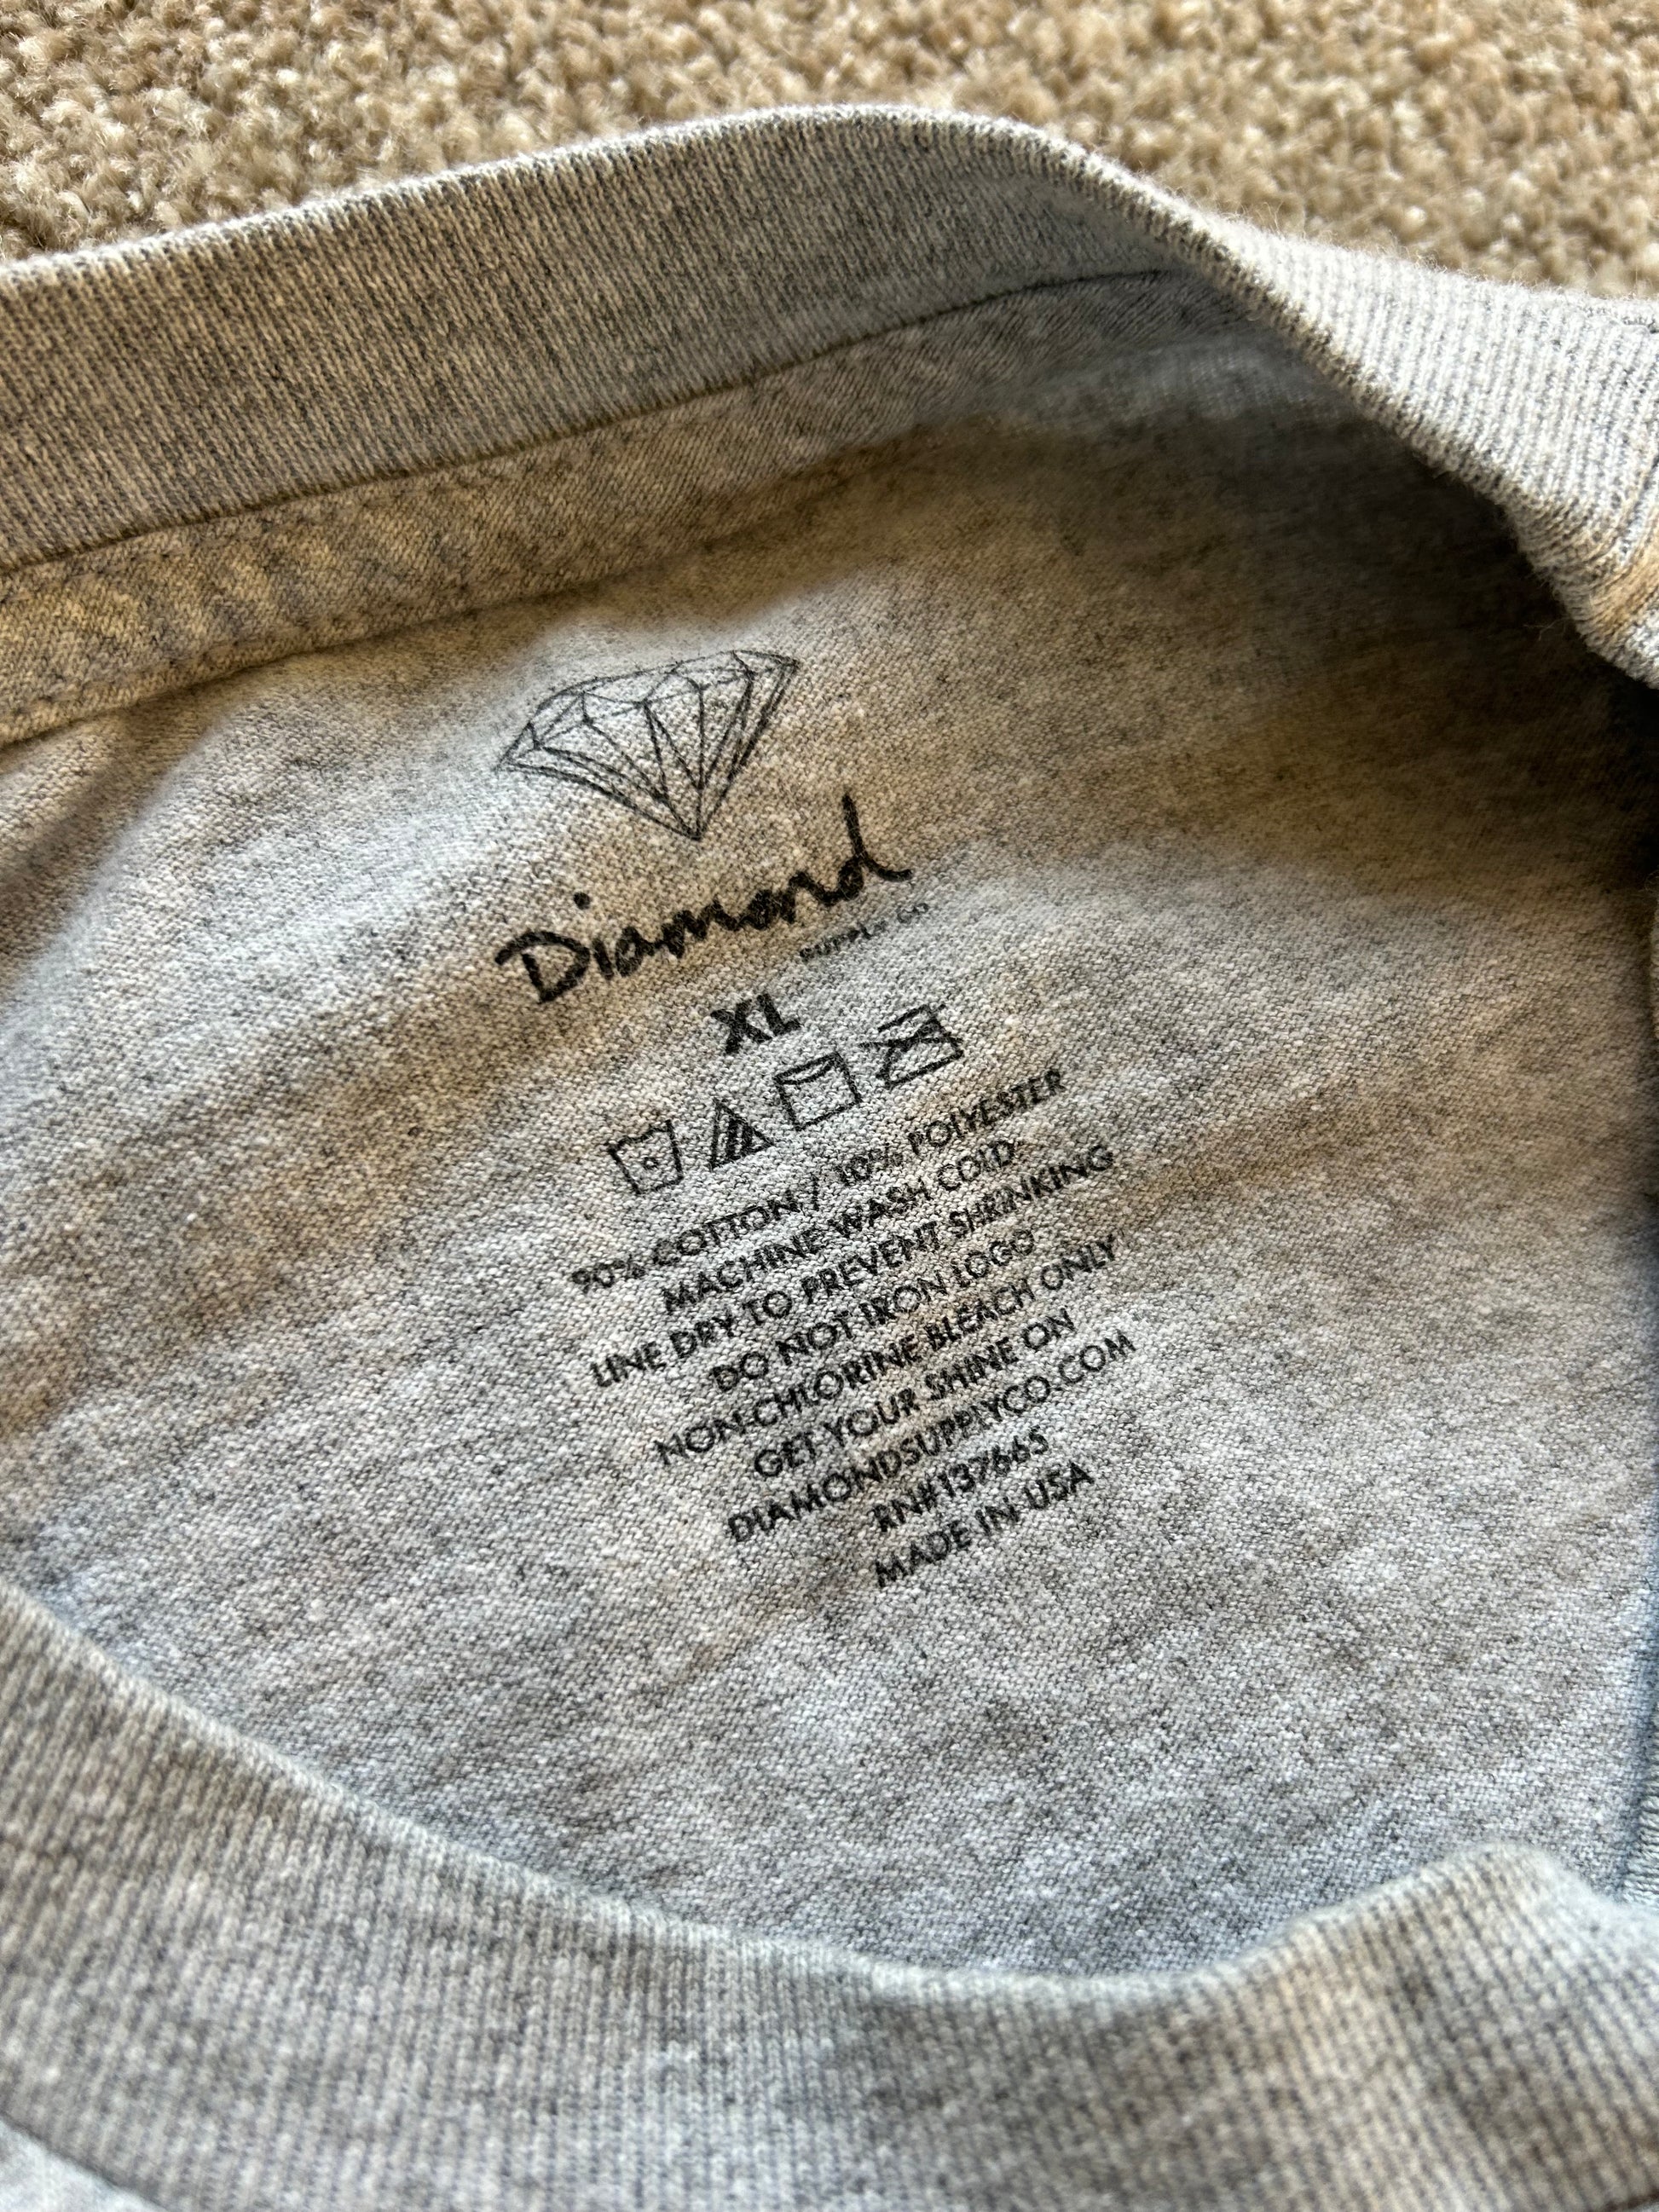 Diamond
SUPPLY CO
XL
90% COTTON / 10% POLYESTER
MACHINE WASH COLD
LINE DRY TO PREVENT SHRINKING
DO NOT IRON LOGO
NON-CHLORINE BLEACH ONLY
GET YOUR SHINE ON
DIAMONDSUPPLYCO.COM
RN#137665
MADE IN USA